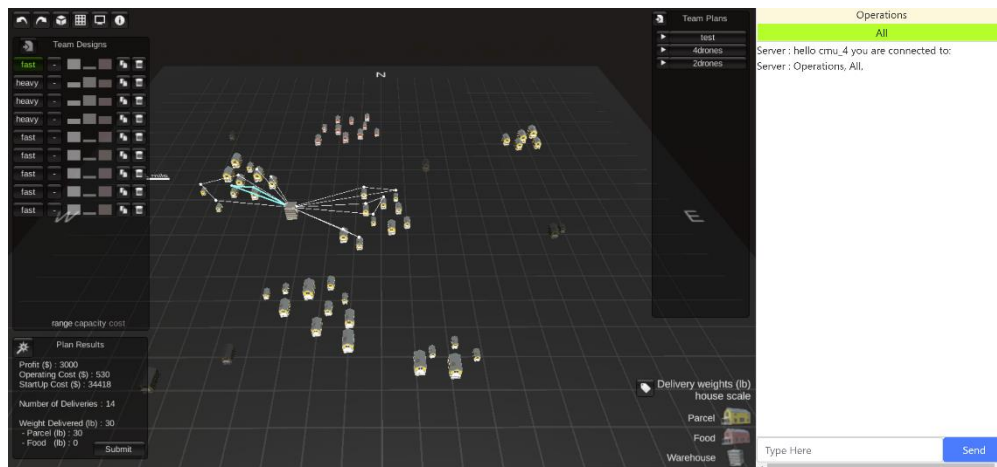 Team Designs
fast -
heavy -
heavy -
heavy -
fast -
fast -
fast -
fast -
fast -
range capacity cost
Plan Results
Profit ($) : 3000
Operating Cost ($) : 530
StartUp Cost ($) : 34418
Number of Deliveries : 14
Weight Delivered (lb) : 30
- Parcel (lb) : 30
- Food (lb) : 0
Submit
N
W
E
Team Plans
test
4drones
2drones
Delivery weights (lb)
house scale
Parcel
Food
Warehouse
Operations
All
Server : hello cmu_4 you are connected to:
Server : Operations, All,
Type Here
Send